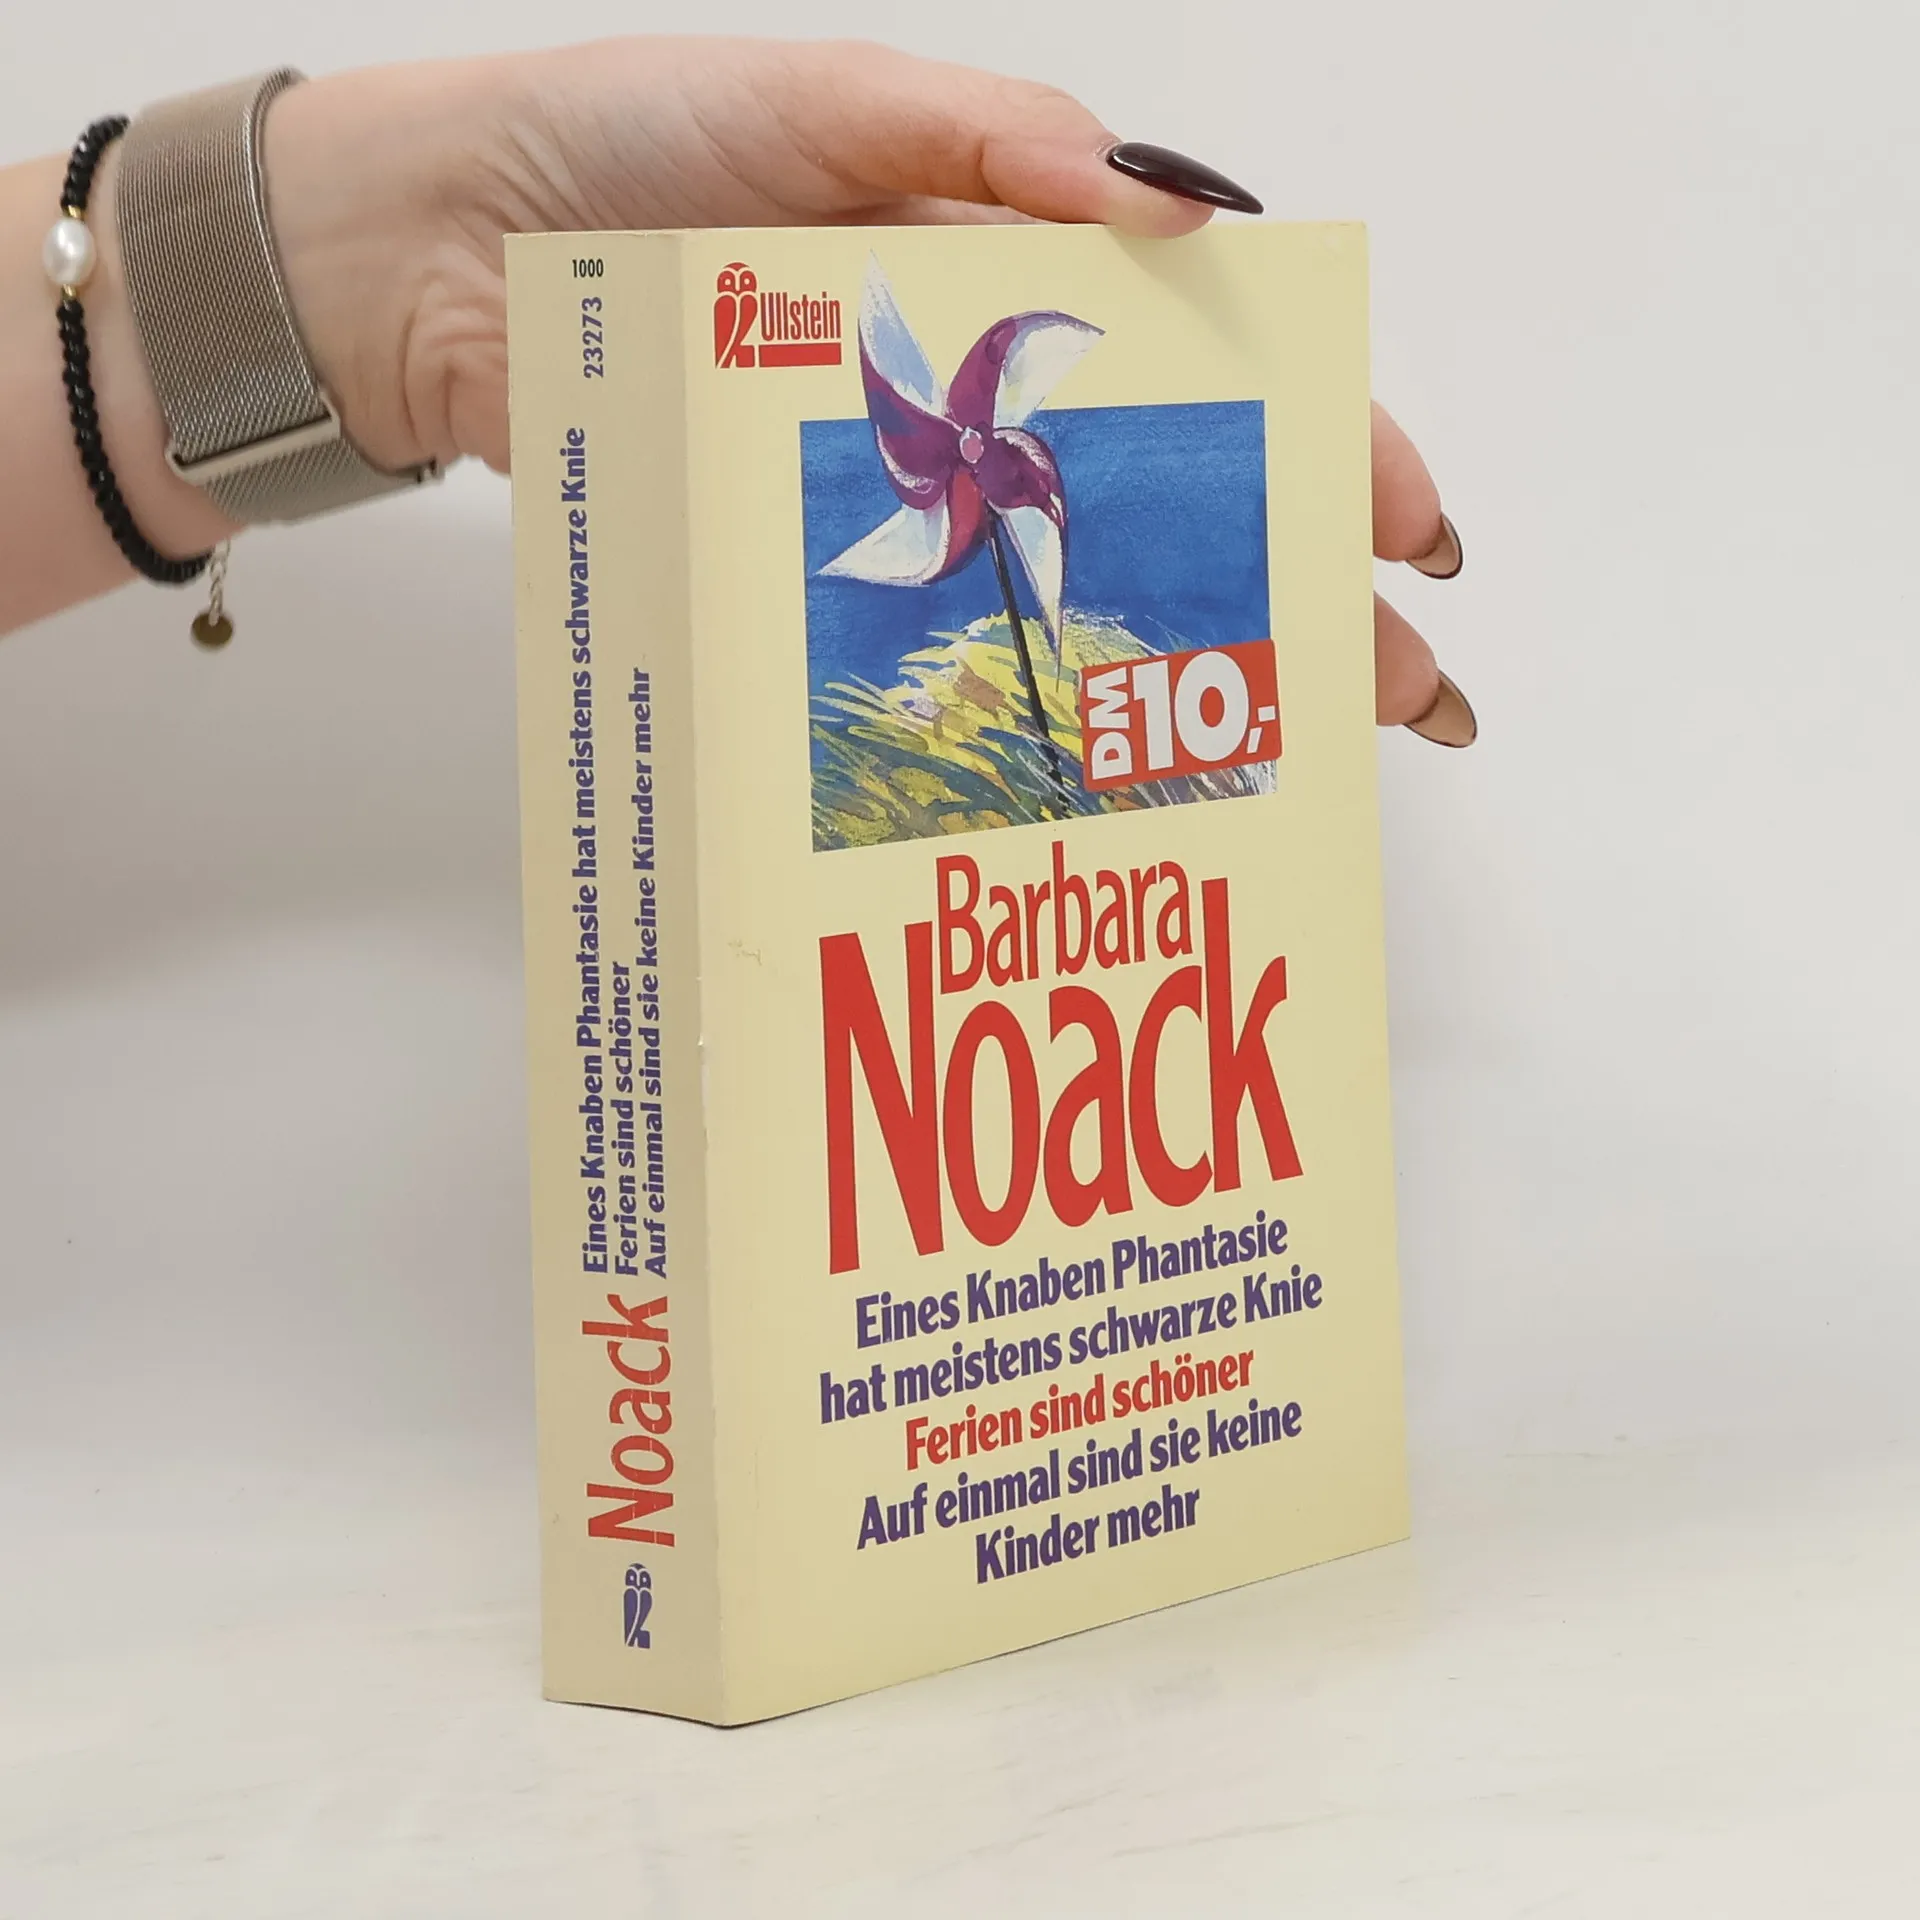 1000
23273
Eines Knaben Phantasie hat meistens schwarze Knie
Ferien sind schöner
Auf einmal sind sie keine Kinder mehr
Noack
Ullstein
DM 10,-
Barbara
Noack
Eines Knaben Phantasie
hat meistens schwarze Knie
Ferien sind schöner
Auf einmal sind sie keine
Kinder mehr